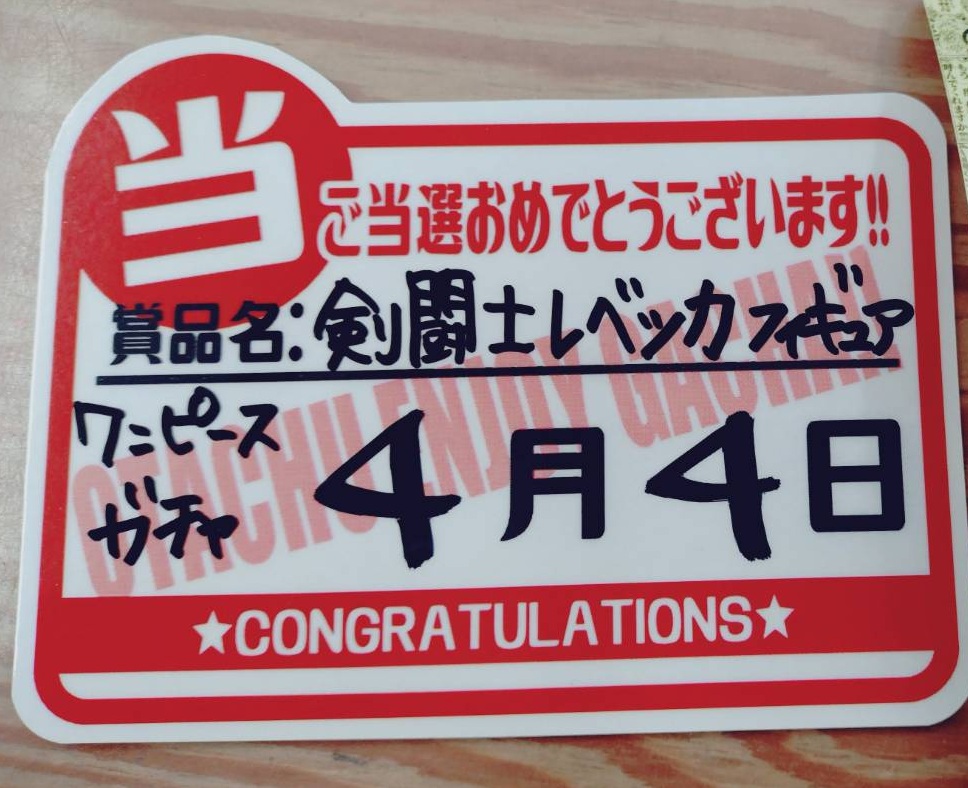 当
ご当選おめでとうございます!!
賞品名:剣闘士レベッカフィギュア
ワンピース
ガチャ
4月4日
OTACHU ENJOY GACHA!!
★CONGRATULATIONS★